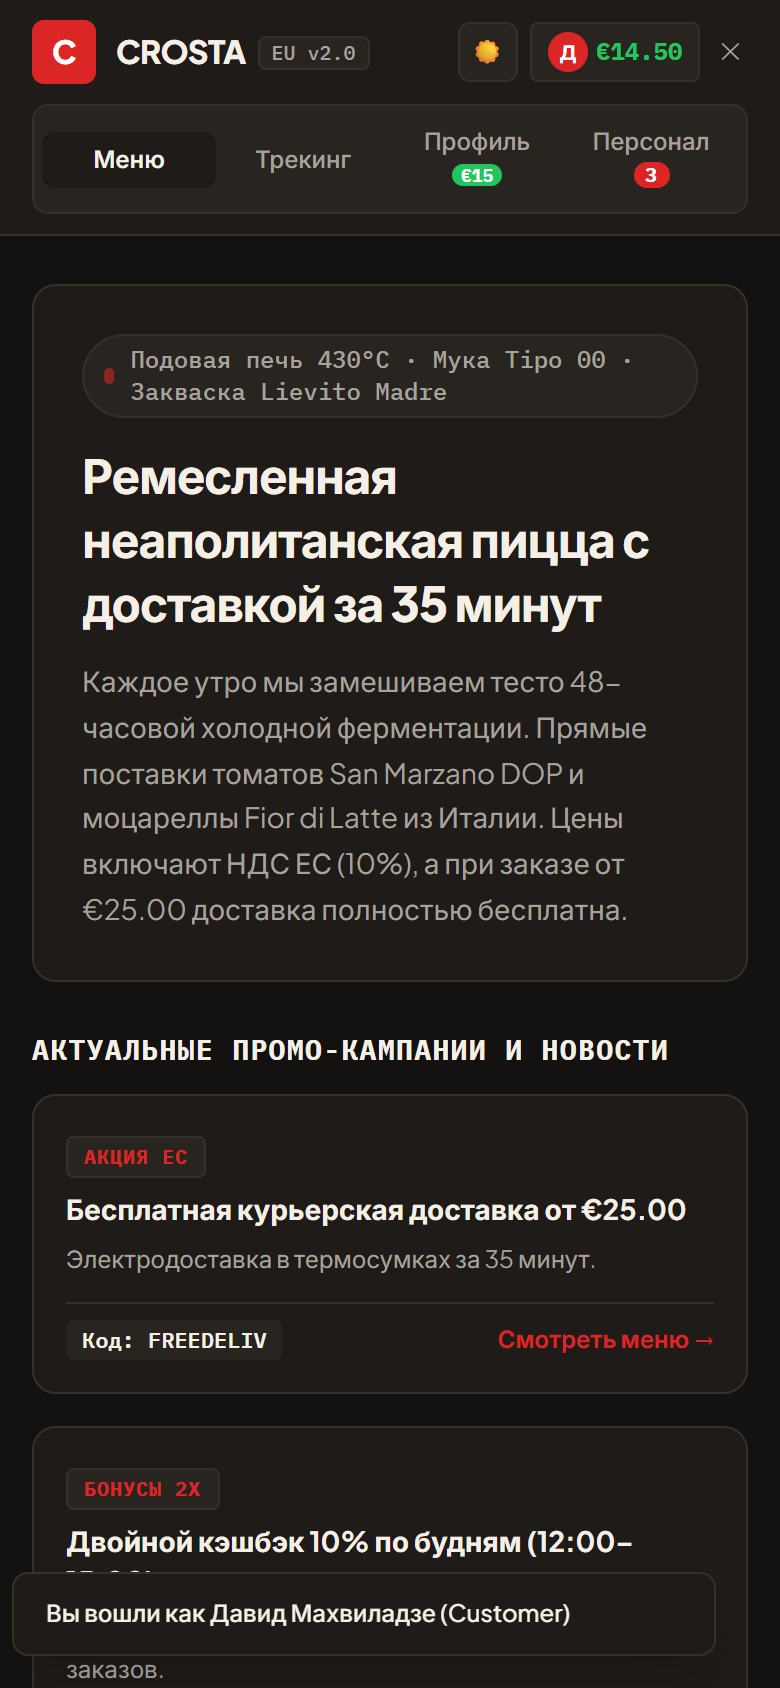 C CROSTA EU v2.0 Д €14.50 ×
Меню Трекинг Профиль €15 Персонал 3
Подовая печь 430°C · Мука Tipo 00 ·
Закваска Lievito Madre
Ремесленная
неаполитанская пицца с
доставкой за 35 минут
Каждое утро мы замешиваем тесто 48-
часовой холодной ферментации. Прямые
поставки томатов San Marzano DOP и
моцареллы Fior di Latte из Италии. Цены
включают НДС ЕС (10%), а при заказе от
€25.00 доставка полностью бесплатна.
АКТУАЛЬНЫЕ ПРОМО-КАМПАНИИ И НОВОСТИ
АКЦИЯ ЕС
Бесплатная курьерская доставка от €25.00
Электродоставка в термосумках за 35 минут.
Код: FREEDELIV Смотреть меню →
БОНУСЫ 2X
Двойной кэшбэк 10% по будням (12:00–
Вы вошли как Давид Махвиладзе (Customer)
заказов.